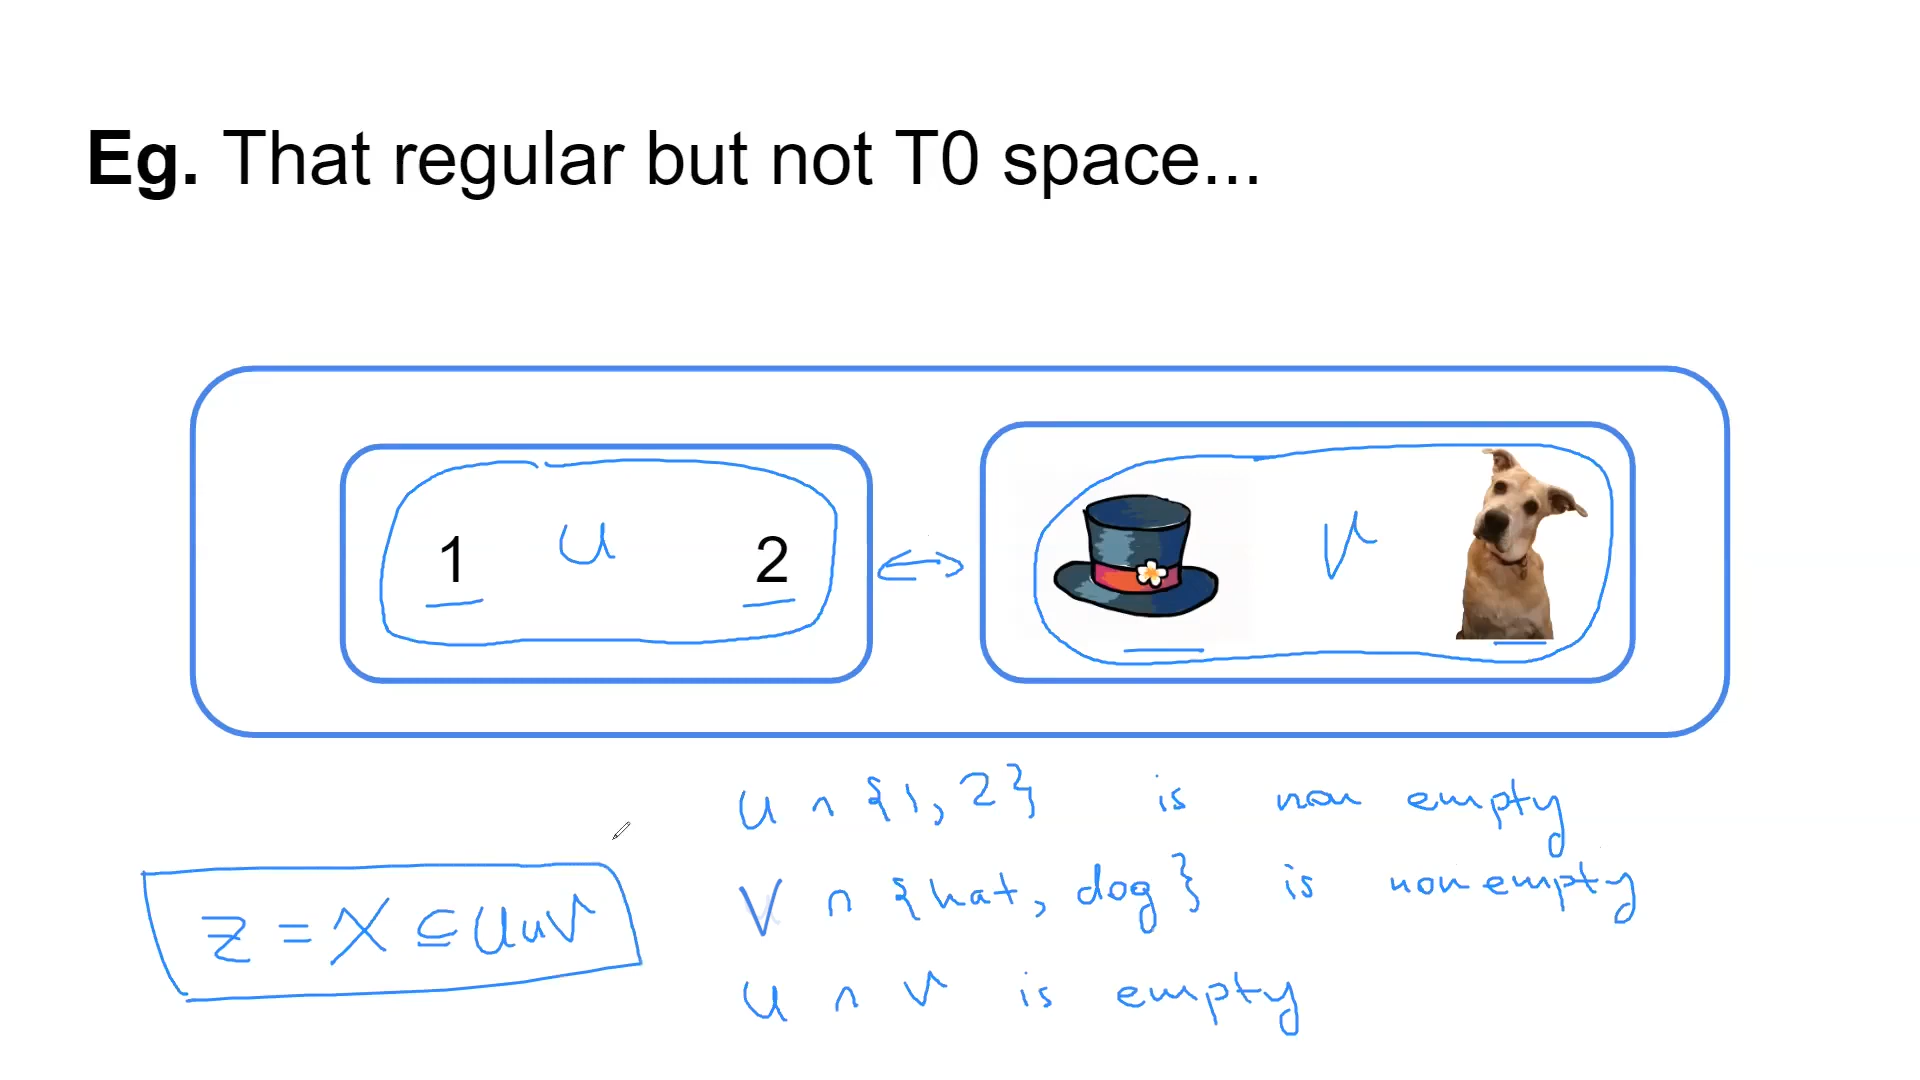 Eg. That regular but not T0 space...
1 U 2 V
U ∩ {1, 2} is non empty
V ∩ {hat, dog} is non empty
Z = X ⊆ U ∪ V
U ∩ V is empty